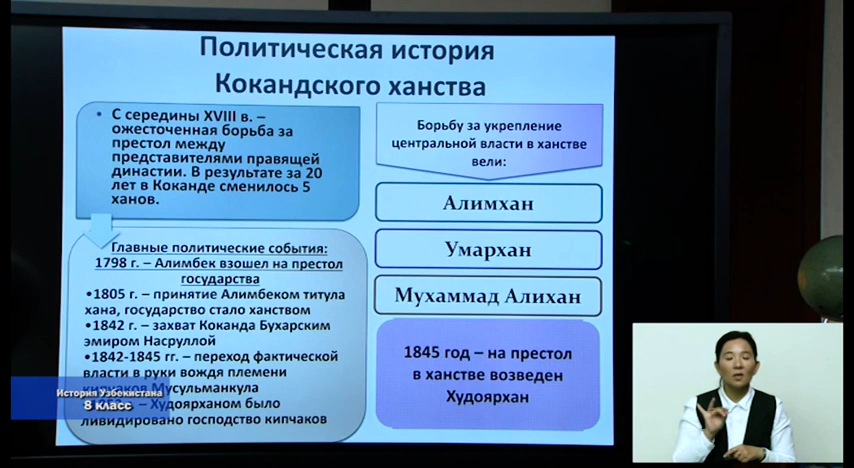 Политическая история
Кокандского ханства
• С середины XVIII в. –
ожесточенная борьба за
престол между
представителями правящей
династии. В результате за 20
лет в Коканде сменилось 5
ханов.
Главные политические события:
1798 г. – Алимбек взошел на престол
государства
•1805 г. – принятие Алимбеком титула
хана, государство стало ханством
•1842 г. – захват Коканда Бухарским
эмиром Насруллой
•1842-1845 гг. – переход фактической
власти в руки вождя племени
Мусульманкула
– Худоярханом было
ливидировано господство кипчаков
Борьбу за укрепление
центральной власти в ханстве
вели:
Алимхан
Умархан
Мухаммад Алихан
1845 год – на престол
в ханстве возведен
Худоярхан
История Узбекистана
8 класс